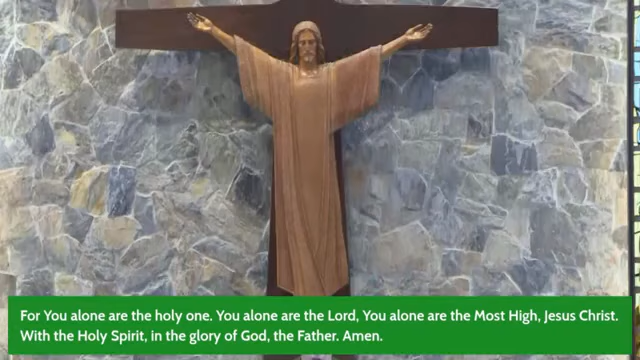 For You alone are the holy one. You alone are the Lord, You alone are the Most High, Jesus Christ.
With the Holy Spirit, in the glory of God, the Father. Amen.